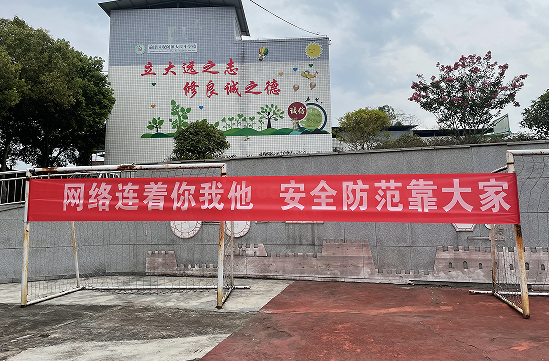 立大远之志
修良诚之德
诚信
网络连着你我他 安全防范靠大家